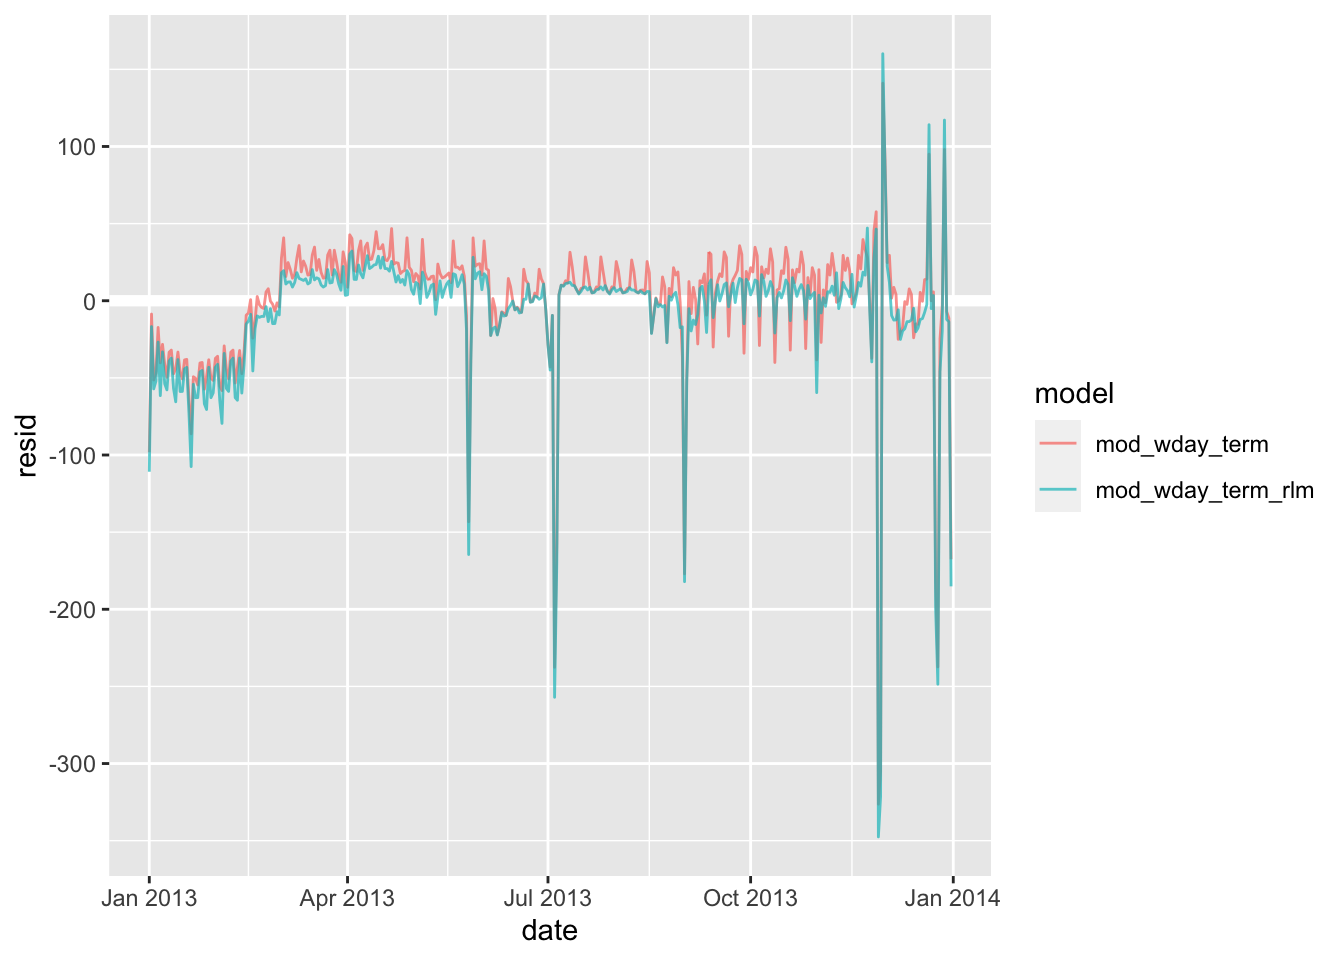 100
0
-100
-200
-300
resid
Jan 2013
Apr 2013
Jul 2013
Oct 2013
Jan 2014
date
model
mod_wday_term
mod_wday_term_rlm